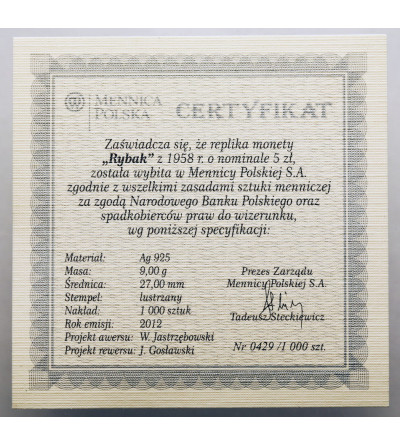 MENNICA
POLSKA
CERTYFIKAT
Zaświadcza się, że replika monety
„Rybak” z 1958 r. o nominale 5 zł,
została wybita w Mennicy Polskiej S.A.
zgodnie z wszelkimi zasadami sztuki menniczej
za zgodą Narodowego Banku Polskiego oraz
spadkobierców praw do wizerunku,
wg poniższej specyfikacji:
Materiał: Ag 925
Masa: 9,00 g
Średnica: 27,00 mm
Stempel: lustrzany
Nakład: 1 000 sztuk
Rok emisji: 2012
Projekt awersu: W. Jastrzębowski
Projekt rewersu: J. Gosławski
Prezes Zarządu
Mennicy Polskiej S.A.
Tadeusz Steckiewicz
Nr 0429 /1 000 szt.